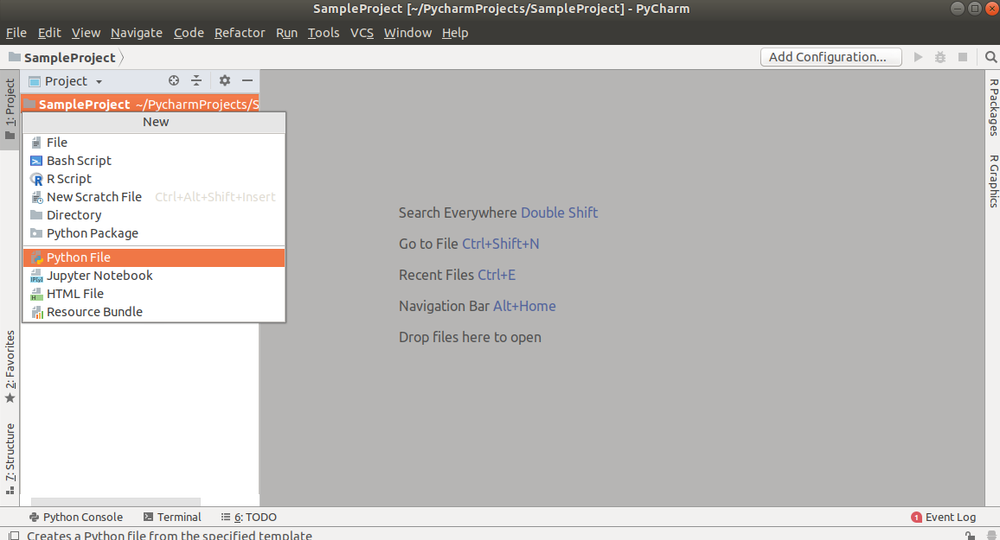 SampleProject [~/PycharmProjects/SampleProject] - PyCharm
File Edit View Navigate Code Refactor Run Tools VCS Window Help
SampleProject
Add Configuration...
1: Project
Project
SampleProject ~/PycharmProjects/S
New
File
Bash Script
R Script
New Scratch File Ctrl+Alt+Shift+Insert
Directory
Python Package
Python File
Jupyter Notebook
HTML File
Resource Bundle
Search Everywhere Double Shift
Go to File Ctrl+Shift+N
Recent Files Ctrl+E
Navigation Bar Alt+Home
Drop files here to open
R Packages
R Graphics
2: Favorites
7: Structure
Python Console Terminal 6: TODO
1 Event Log
Creates a Python file from the specified template